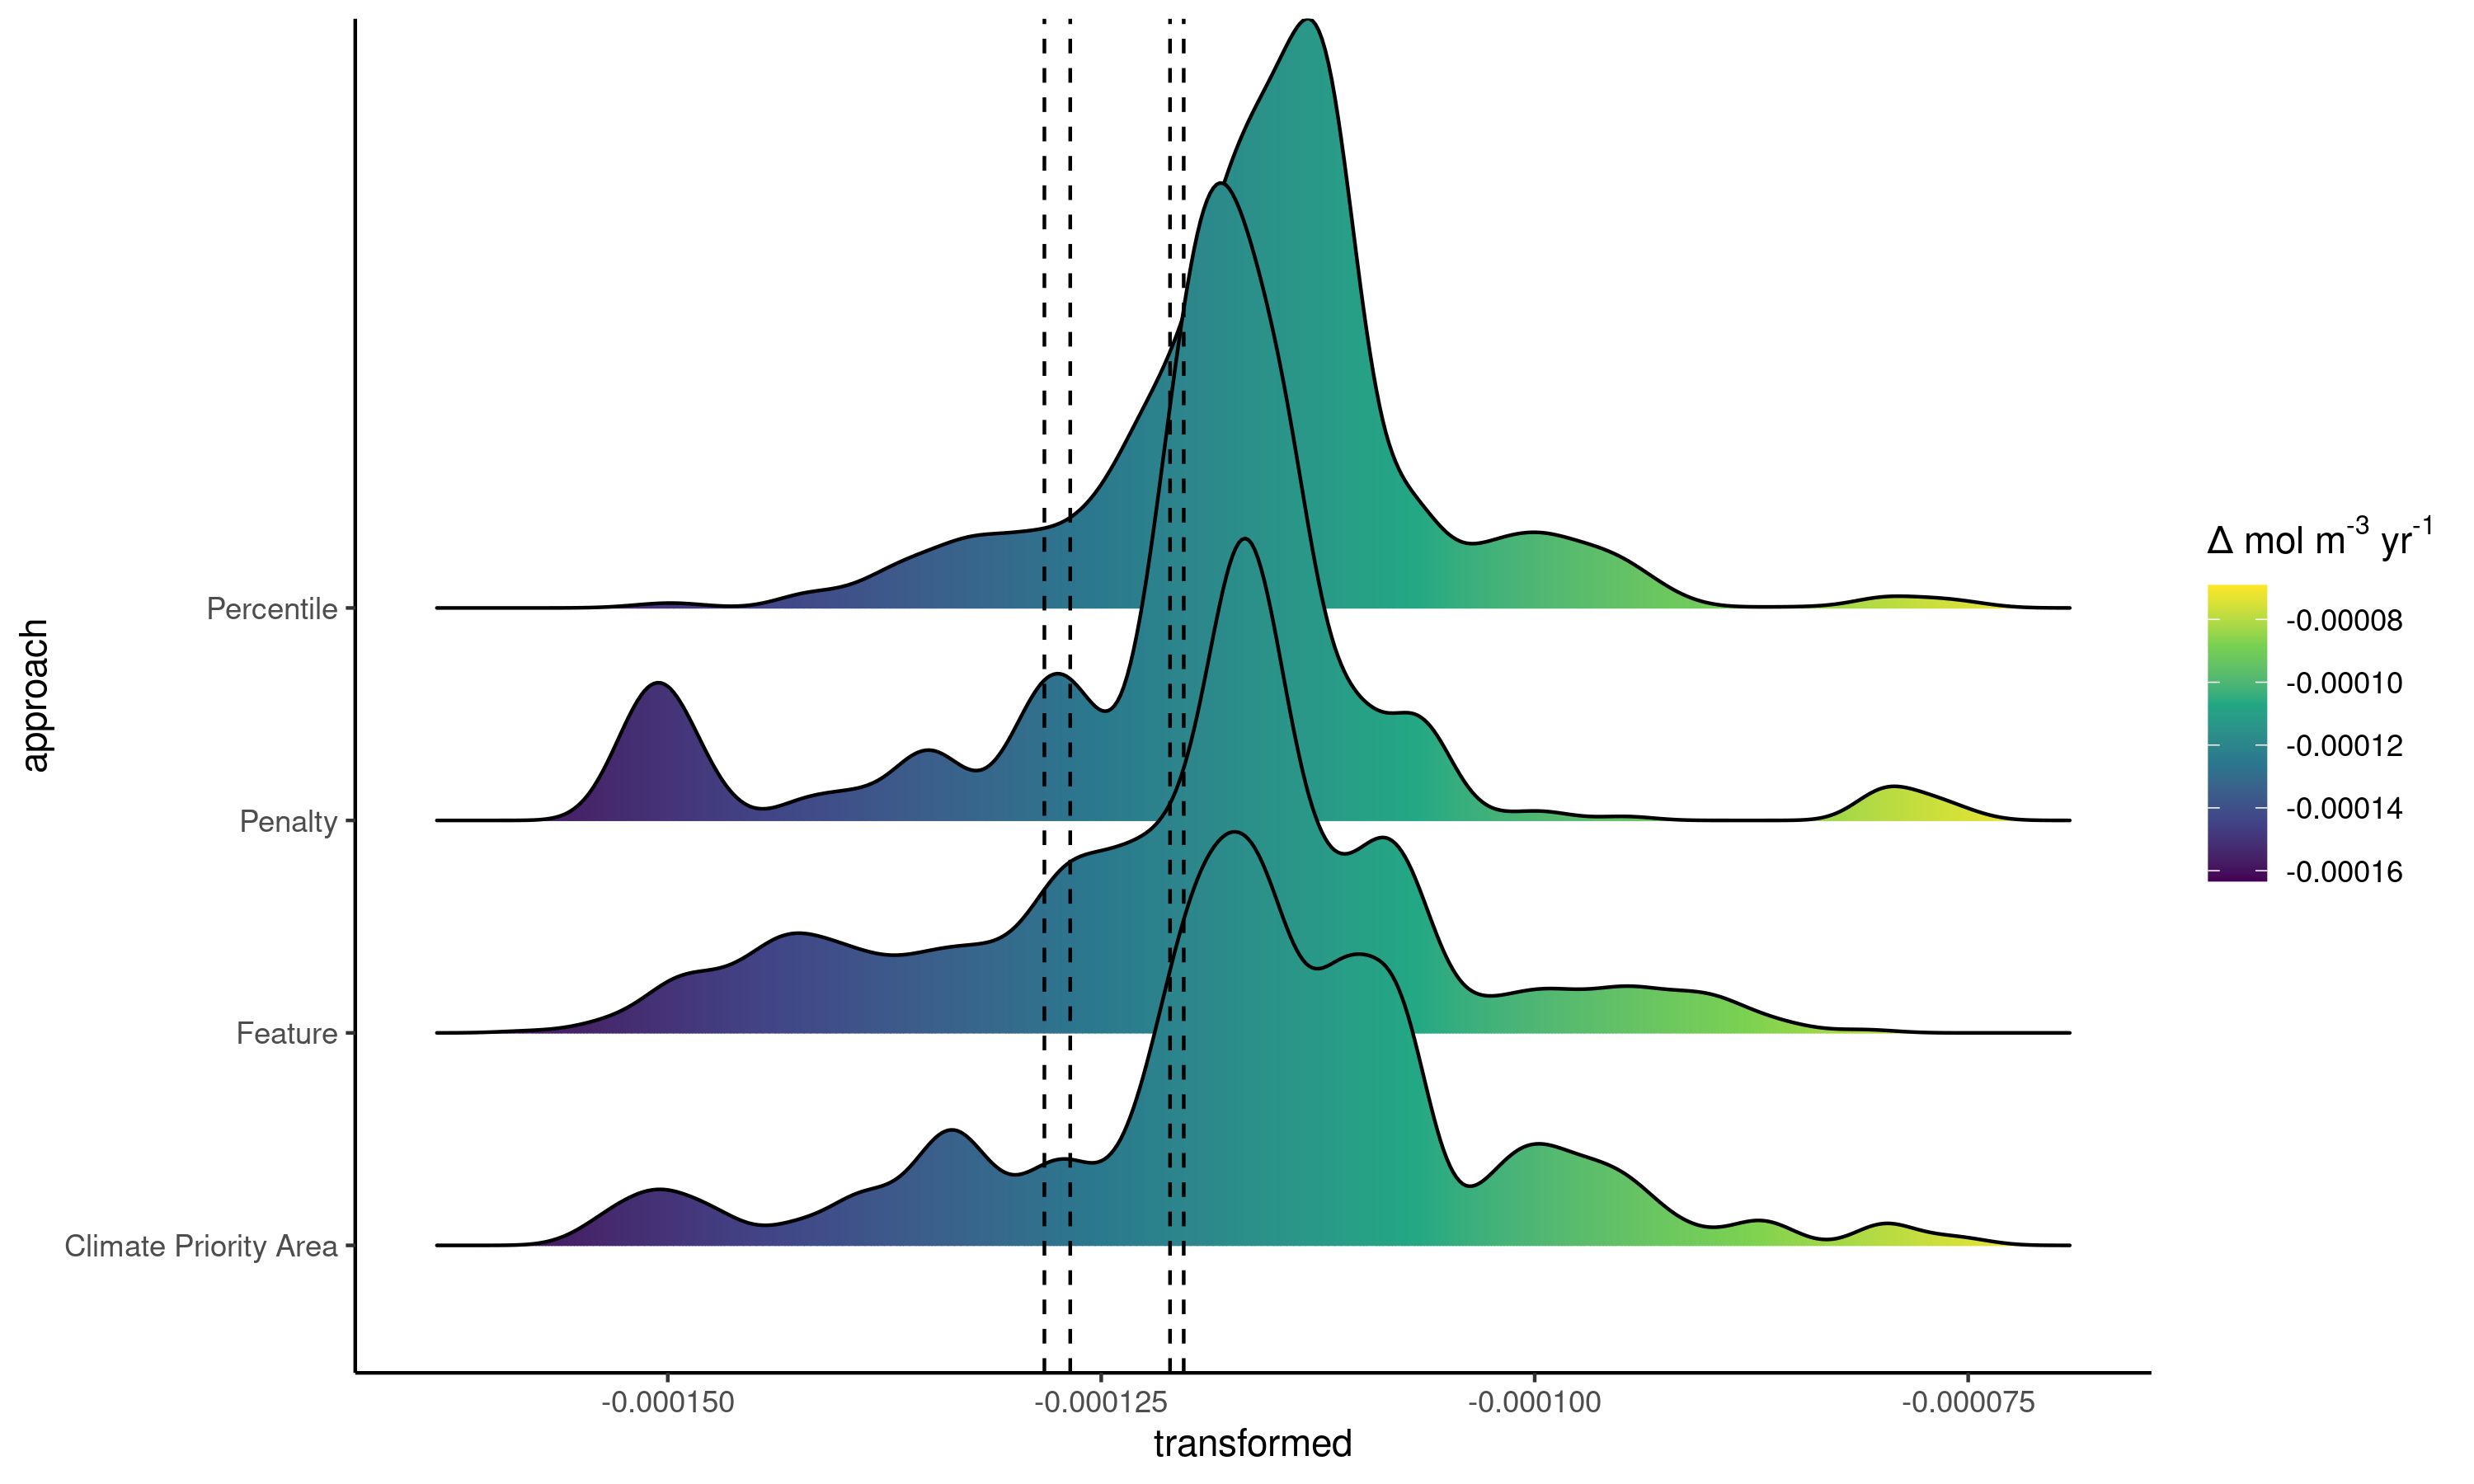 approach
Percentile
Penalty
Feature
Climate Priority Area
-0.000150
-0.000125
-0.000100
-0.000075
transformed
Δ mol m⁻³ yr⁻¹
-0.00008
-0.00010
-0.00012
-0.00014
-0.00016